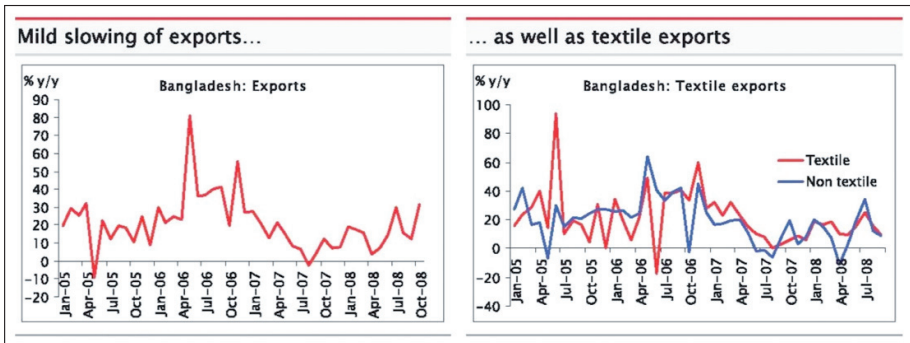 Mild slowing of exports...
% y/y
Bangladesh: Exports
90
80
70
60
50
40
30
20
10
0
−10
−20
Jan-05
Apr-05
Jul-05
Oct-05
Jan-06
Apr-06
Jul-06
Oct-06
Jan-07
Apr-07
Jul-07
Oct-07
Jan-08
Apr-08
Jul-08
Oct-08
... as well as textile exports
% y/y
Bangladesh: Textile exports
100
80
60
40
20
0
−20
−40
Textile
Non textile
Jan-05
Apr-05
Jul-05
Oct-05
Jan-06
Apr-06
Jul-06
Oct-06
Jan-07
Apr-07
Jul-07
Oct-07
Jan-08
Apr-08
Jul-08